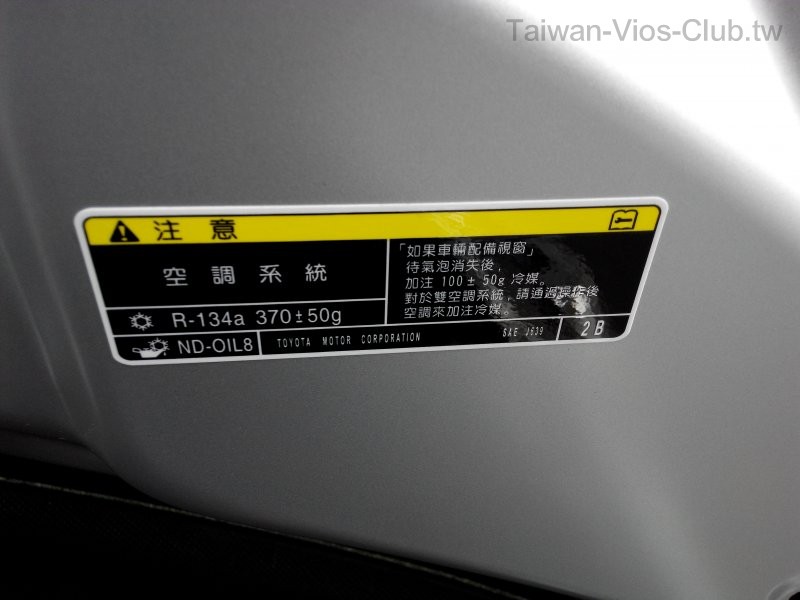 Taiwan-Vios-Club.tw
注意
空調系統
R-134a 370±50g
ND-OIL8
「如果車輛配備視窗」
待氣泡消失後,
加注 100±50g 冷媒。
對於雙空調系統, 請通過操作後
空調來加注冷媒。
TOYOTA MOTOR CORPORATION
SAE J639
2B